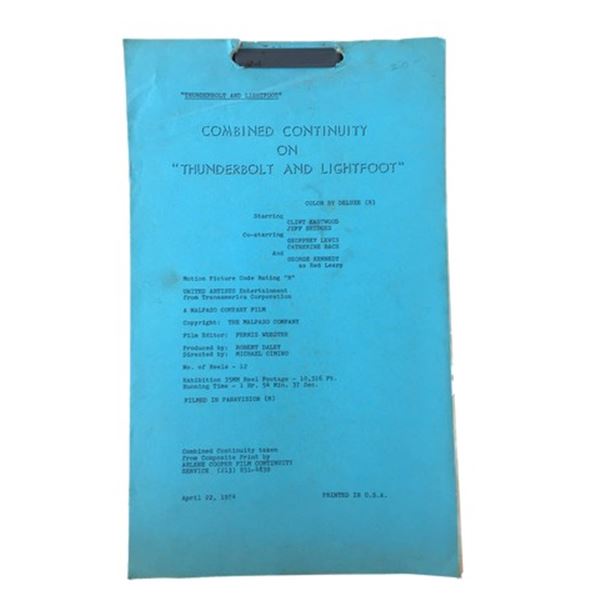 "THUNDERBOLT AND LIGHTFOOT"
COMBINED CONTINUITY
ON
"THUNDERBOLT AND LIGHTFOOT"
COLOR BY DELUXE (R)
Starring
CLINT EASTWOOD
JEFF BRIDGES
Co-starring
GEOFFREY LEWIS
CATHERINE BACH
And
GEORGE KENNEDY
as Red Leary
Motion Picture Code Rating "R"
UNITED ARTISTS Entertainment
from Transamerica Corporation
A MALPASO COMPANY FILM
Copyright: THE MALPASO COMPANY
Film Editor: FERRIS WEBSTER
Produced by: ROBERT DALEY
Directed by: MICHAEL CIMINO
No. of Reels - 12
Exhibition 35MM Reel Footage - 10,316 Ft.
Running Time - 1 Hr. 54 Min. 37 Sec.
FILMED IN PANAVISION (R)
Combined Continuity taken
from Composite Print by
ARLENE COOPER FILM CONTINUITY
SERVICE (213)
April 22, 1974 PRINTED IN U.S.A.